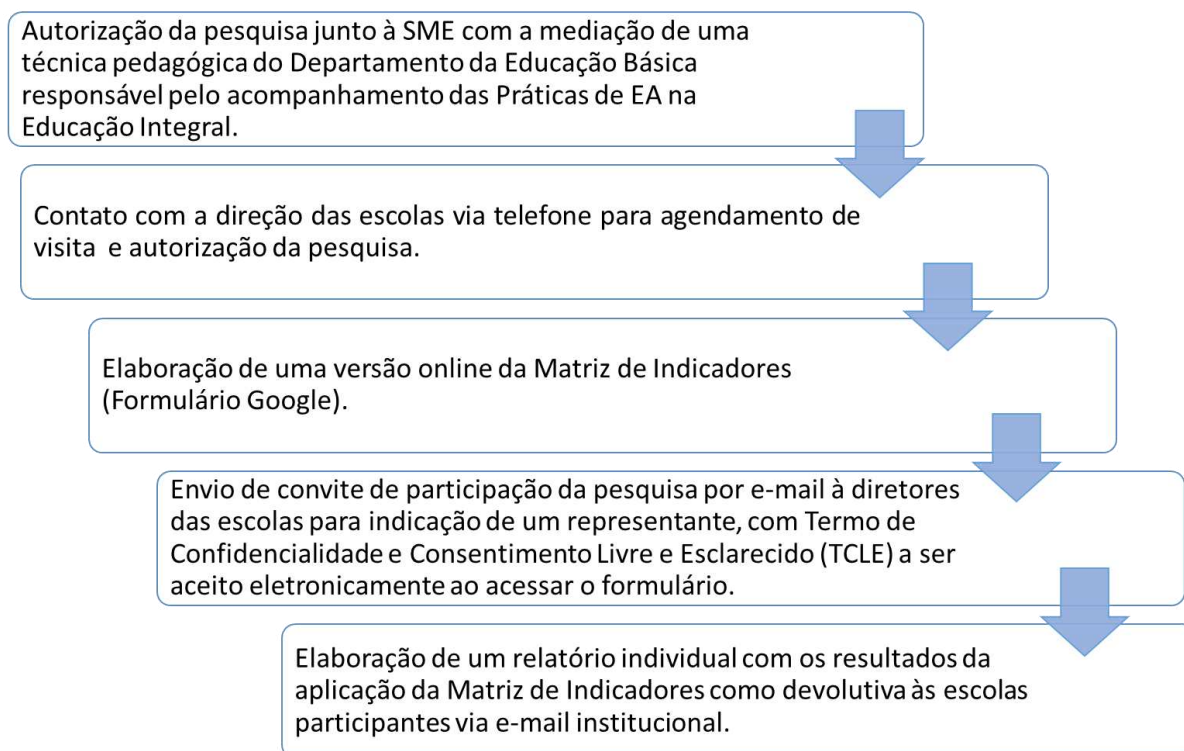 Autorização da pesquisa junto à SME com a mediação de uma
técnica pedagógica do Departamento da Educação Básica
responsável pelo acompanhamento das Práticas de EA na
Educação Integral.
Contato com a direção das escolas via telefone para agendamento de
visita e autorização da pesquisa.
Elaboração de uma versão online da Matriz de Indicadores
(Formulário Google).
Envio de convite de participação da pesquisa por e-mail à diretores
das escolas para indicação de um representante, com Termo de
Confidencialidade e Consentimento Livre e Esclarecido (TCLE) a ser
aceito eletronicamente ao acessar o formulário.
Elaboração de um relatório individual com os resultados da
aplicação da Matriz de Indicadores como devolutiva às escolas
participantes via e-mail institucional.